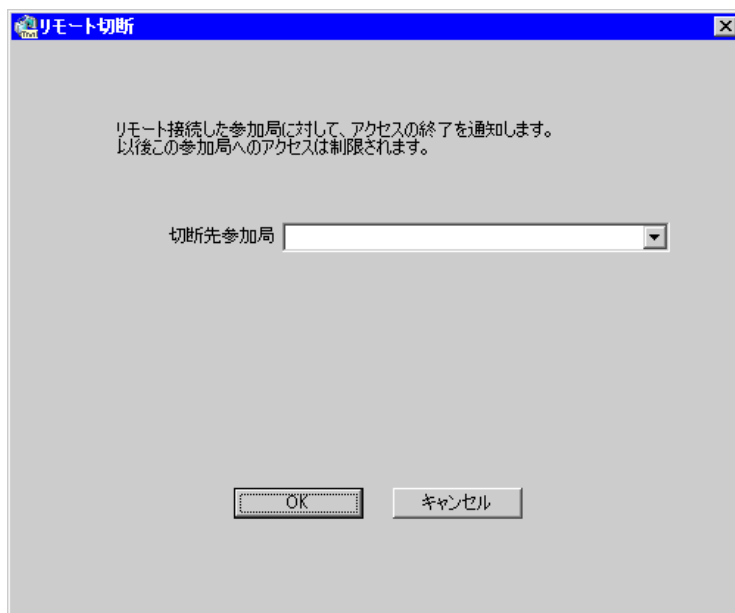 リモート切断
リモート接続した参加局に対して、アクセスの終了を通知します。
以後この参加局へのアクセスは制限されます。
切断先参加局
OK
キャンセル